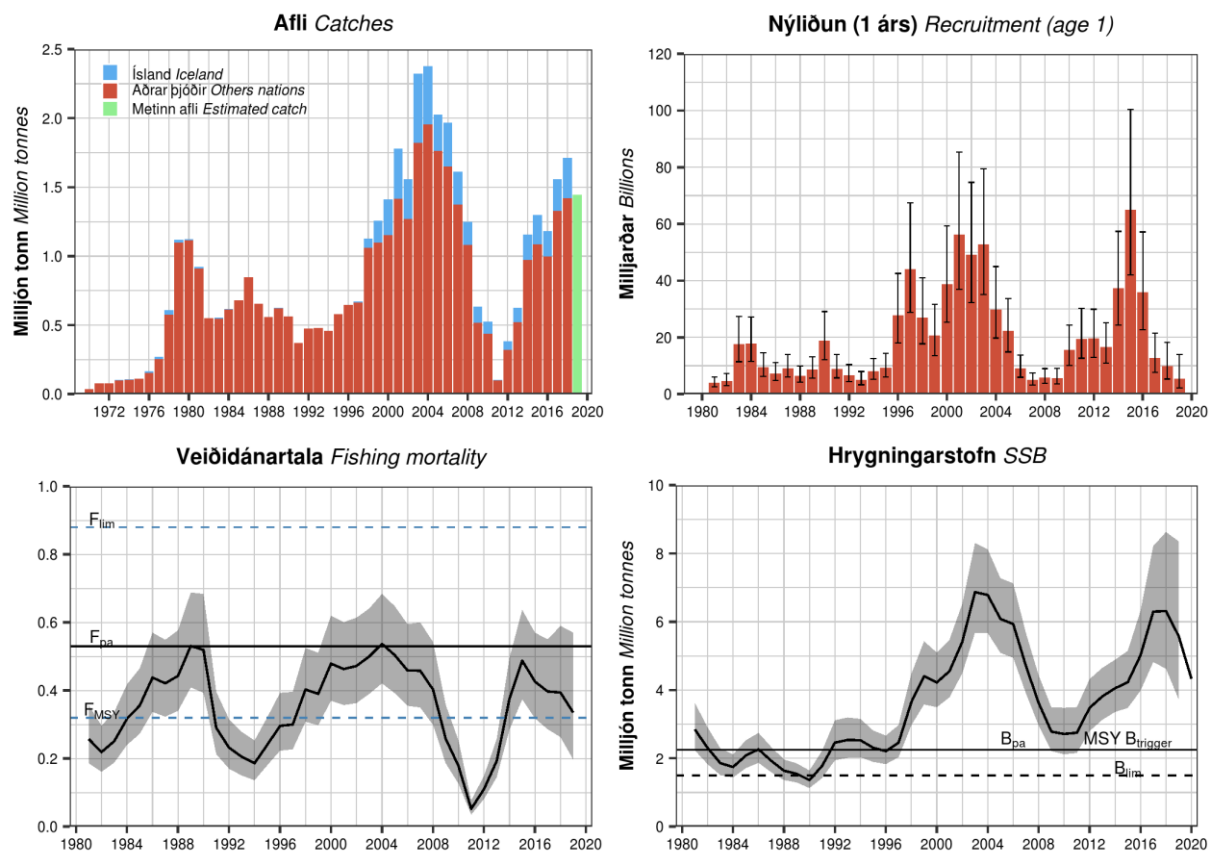 Afli Catches
Milljón tonn Million tonnes
2.5
2.0
1.5
1.0
0.5
0.0
Ísland Iceland
Aðrar þjóðir Others nations
Metinn afli Estimated catch
1972 1976 1980 1984 1988 1992 1996 2000 2004 2008 2012 2016 2020
Nýliðun (1 árs) Recruitment (age 1)
Milljarðar Billions
120
100
80
60
40
20
0
1980 1984 1988 1992 1996 2000 2004 2008 2012 2016 2020
Veiðidánartala Fishing mortality
1.0
0.8
0.6
0.4
0.2
0.0
Flim
Fpa
FMSY
1980 1984 1988 1992 1996 2000 2004 2008 2012 2016 2020
Hrygningarstofn SSB
Milljón tonn Million tonnes
10
8
6
4
2
0
Bpa MSY Btrigger
Blim
1980 1984 1988 1992 1996 2000 2004 2008 2012 2016 2020